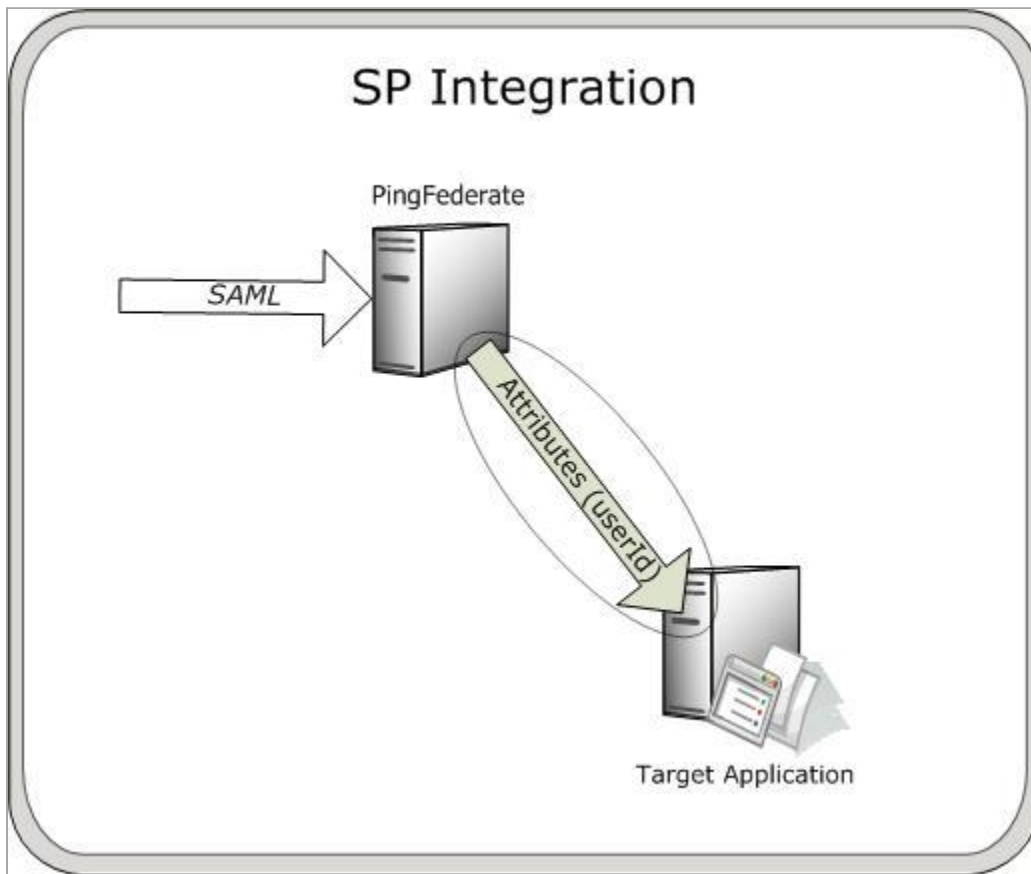 SP Integration
PingFederate
SAML
Attributes (userId)
Target Application